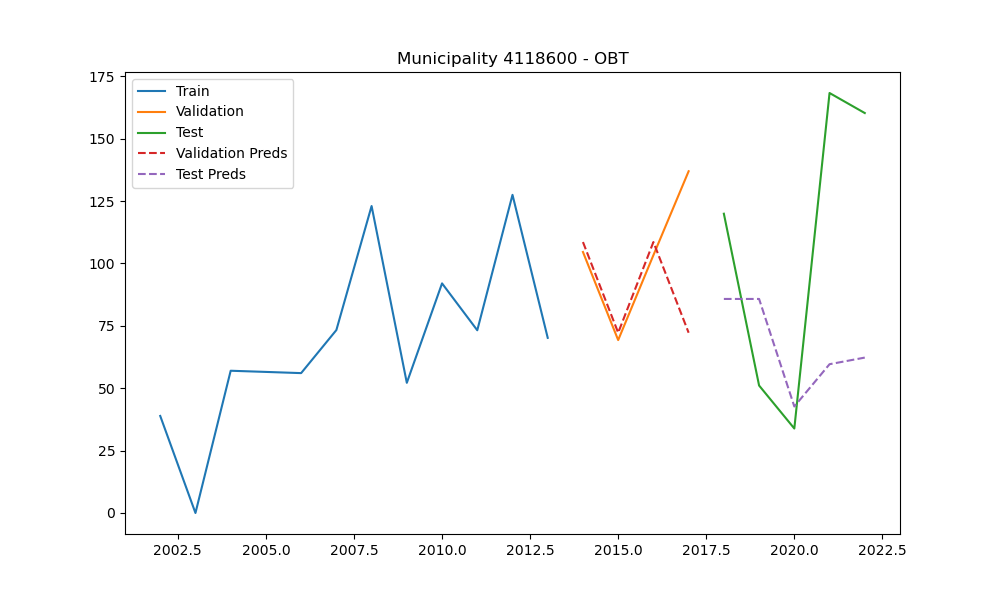 Municipality 4118600 - OBT
Train
Validation
Test
Validation Preds
Test Preds
175
150
125
100
75
50
25
0
2002.5 2005.0 2007.5 2010.0 2012.5 2015.0 2017.5 2020.0 2022.5